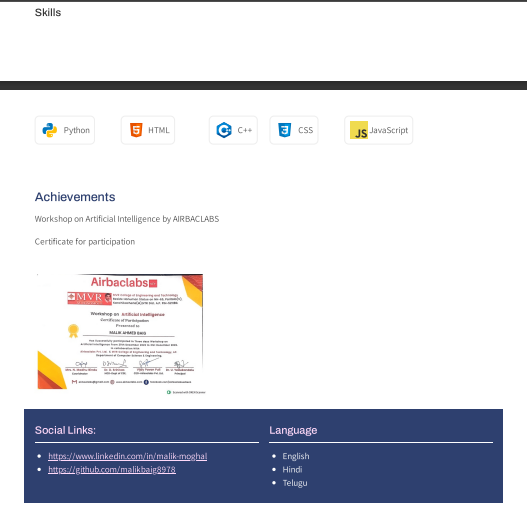 Skills
Python
HTML
C++
CSS
JS JavaScript
Achievements
Workshop on Artificial Intelligence by AIRBACLABS
Certificate for participation
Airbaclabs
MVR
Workshop on Artificial Intelligence
Certificate of Participation
Presented to
MALIK AHMED BAIG
Social Links:
https://www.linkedin.com/in/malik-moghal
https://github.com/malikbaig8978
Language
English
Hindi
Telugu